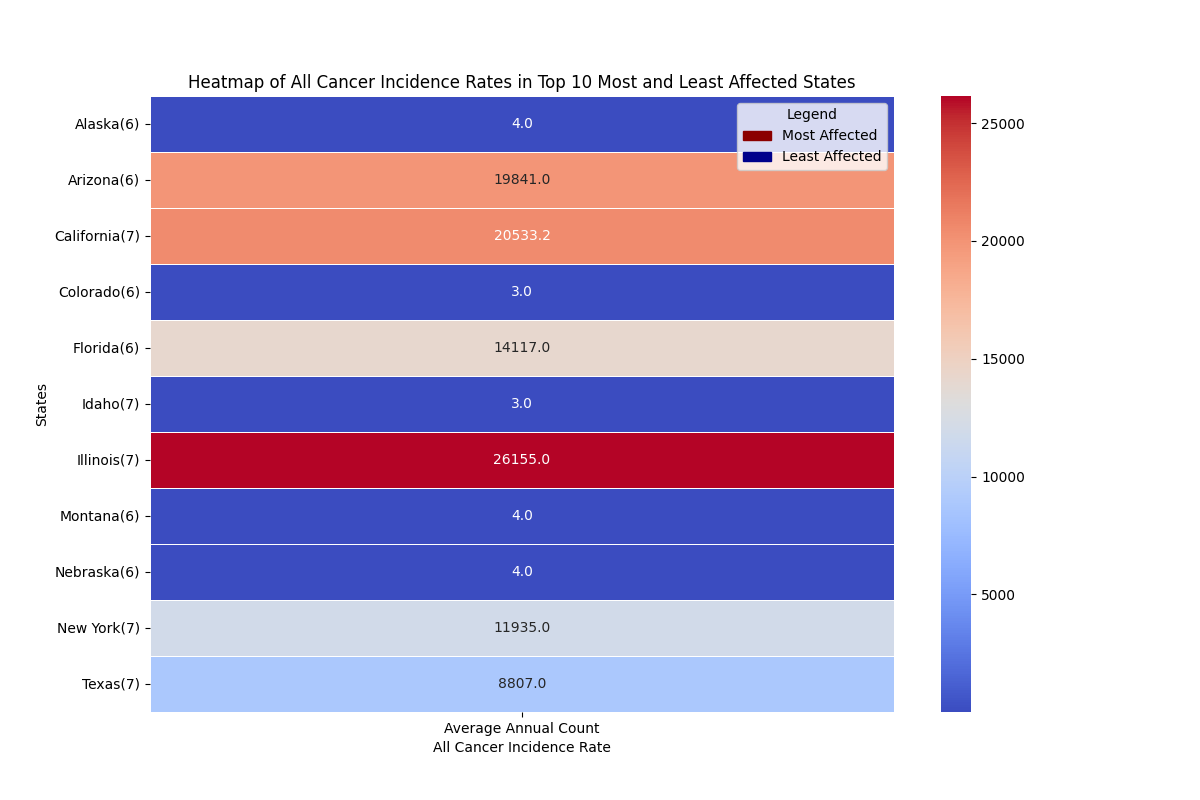 Heatmap of All Cancer Incidence Rates in Top 10 Most and Least Affected States
Legend
Most Affected
Least Affected
Alaska(6) 4.0
Arizona(6) 19841.0
California(7) 20533.2
Colorado(6) 3.0
Florida(6) 14117.0
Idaho(7) 3.0
Illinois(7) 26155.0
Montana(6) 4.0
Nebraska(6) 4.0
New York(7) 11935.0
Texas(7) 8807.0
States
Average Annual Count
All Cancer Incidence Rate
25000
20000
15000
10000
5000